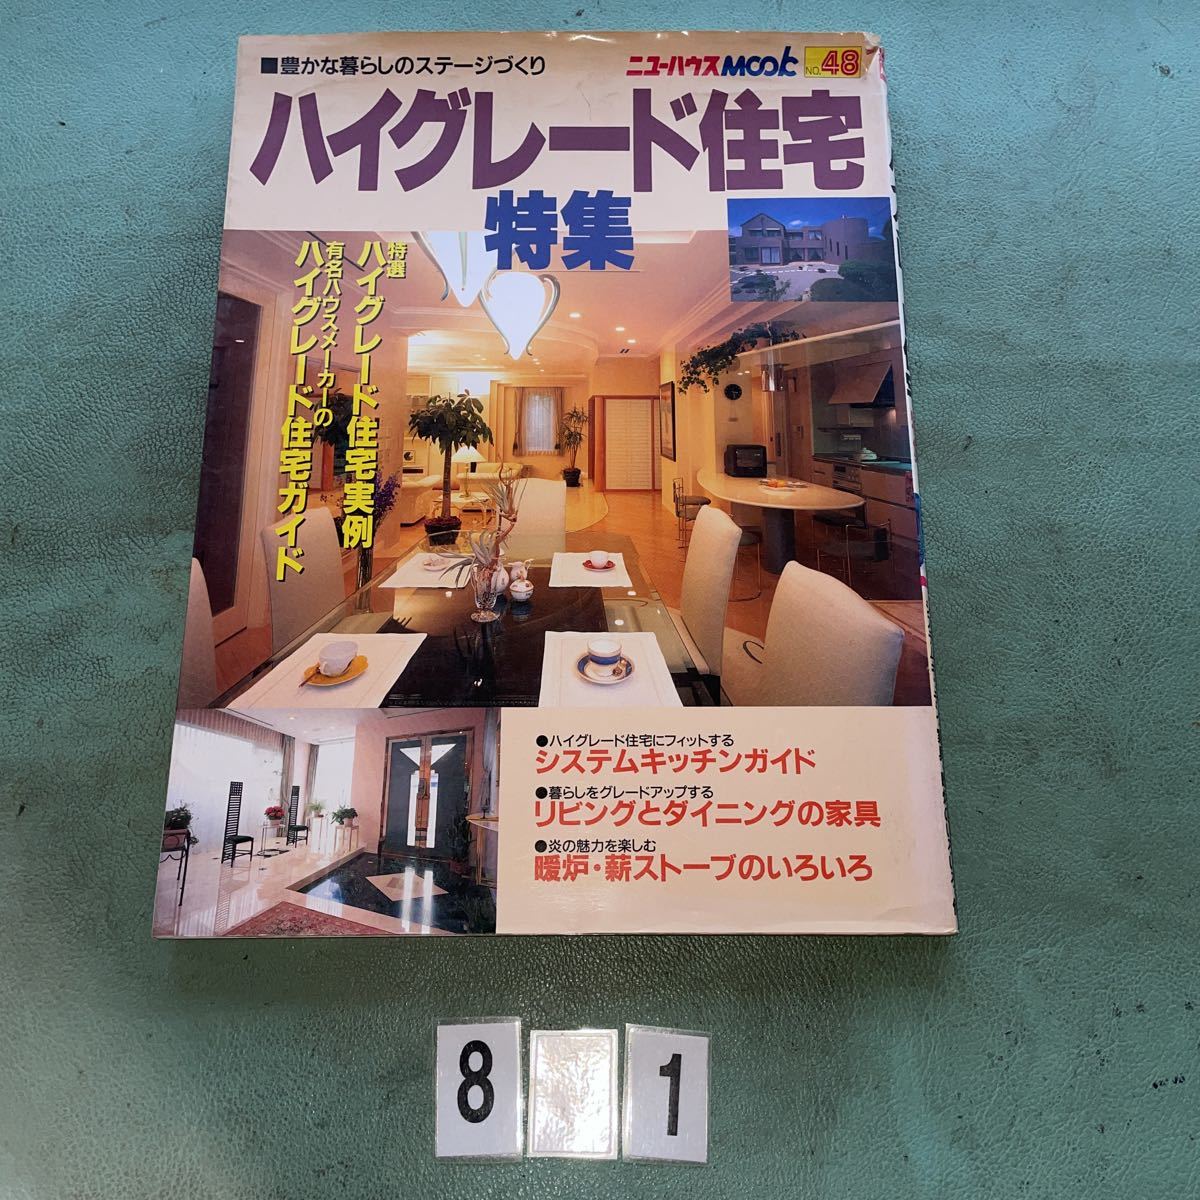 ■豊かな暮らしのステージづくり
ニューハウスMOOK
NO.48
ハイグレード住宅
特集
特選
ハイグレード住宅実例
有名ハウスメーカーの
ハイグレード住宅ガイド
●ハイグレード住宅にフィットする
システムキッチンガイド
●暮らしをグレードアップする
リビングとダイニングの家具
●炎の魅力を楽しむ
暖炉・薪ストーブのいろいろ
8 1